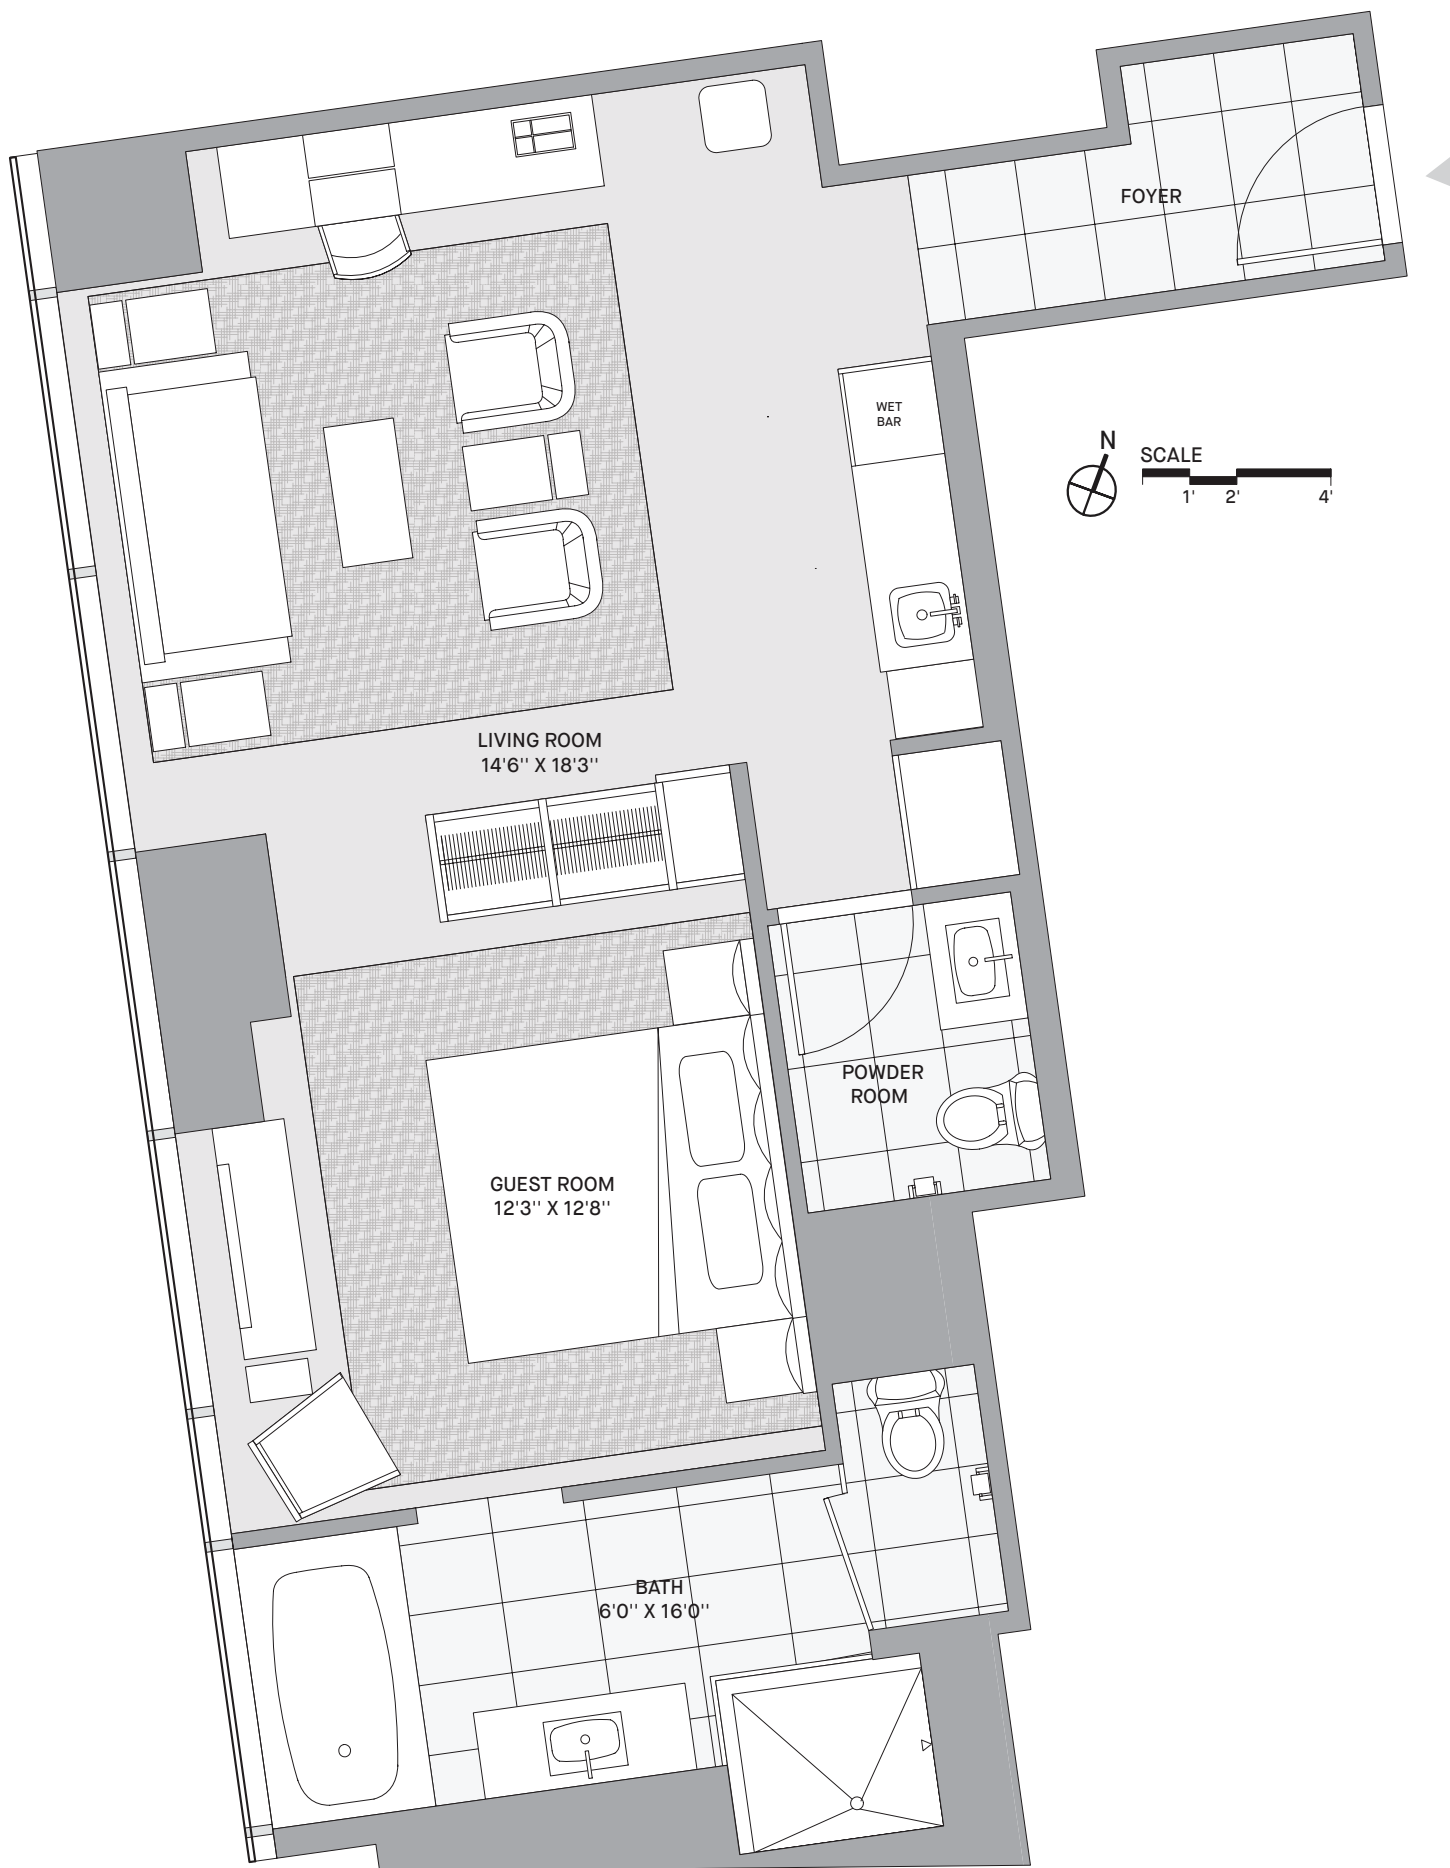 FOYER
WET
BAR
N
SCALE
1' 2' 4'
LIVING ROOM
14'6'' X 18'3''
POWDER
ROOM
GUEST ROOM
12'3'' X 12'8''
BATH
6'0'' X 16'0''